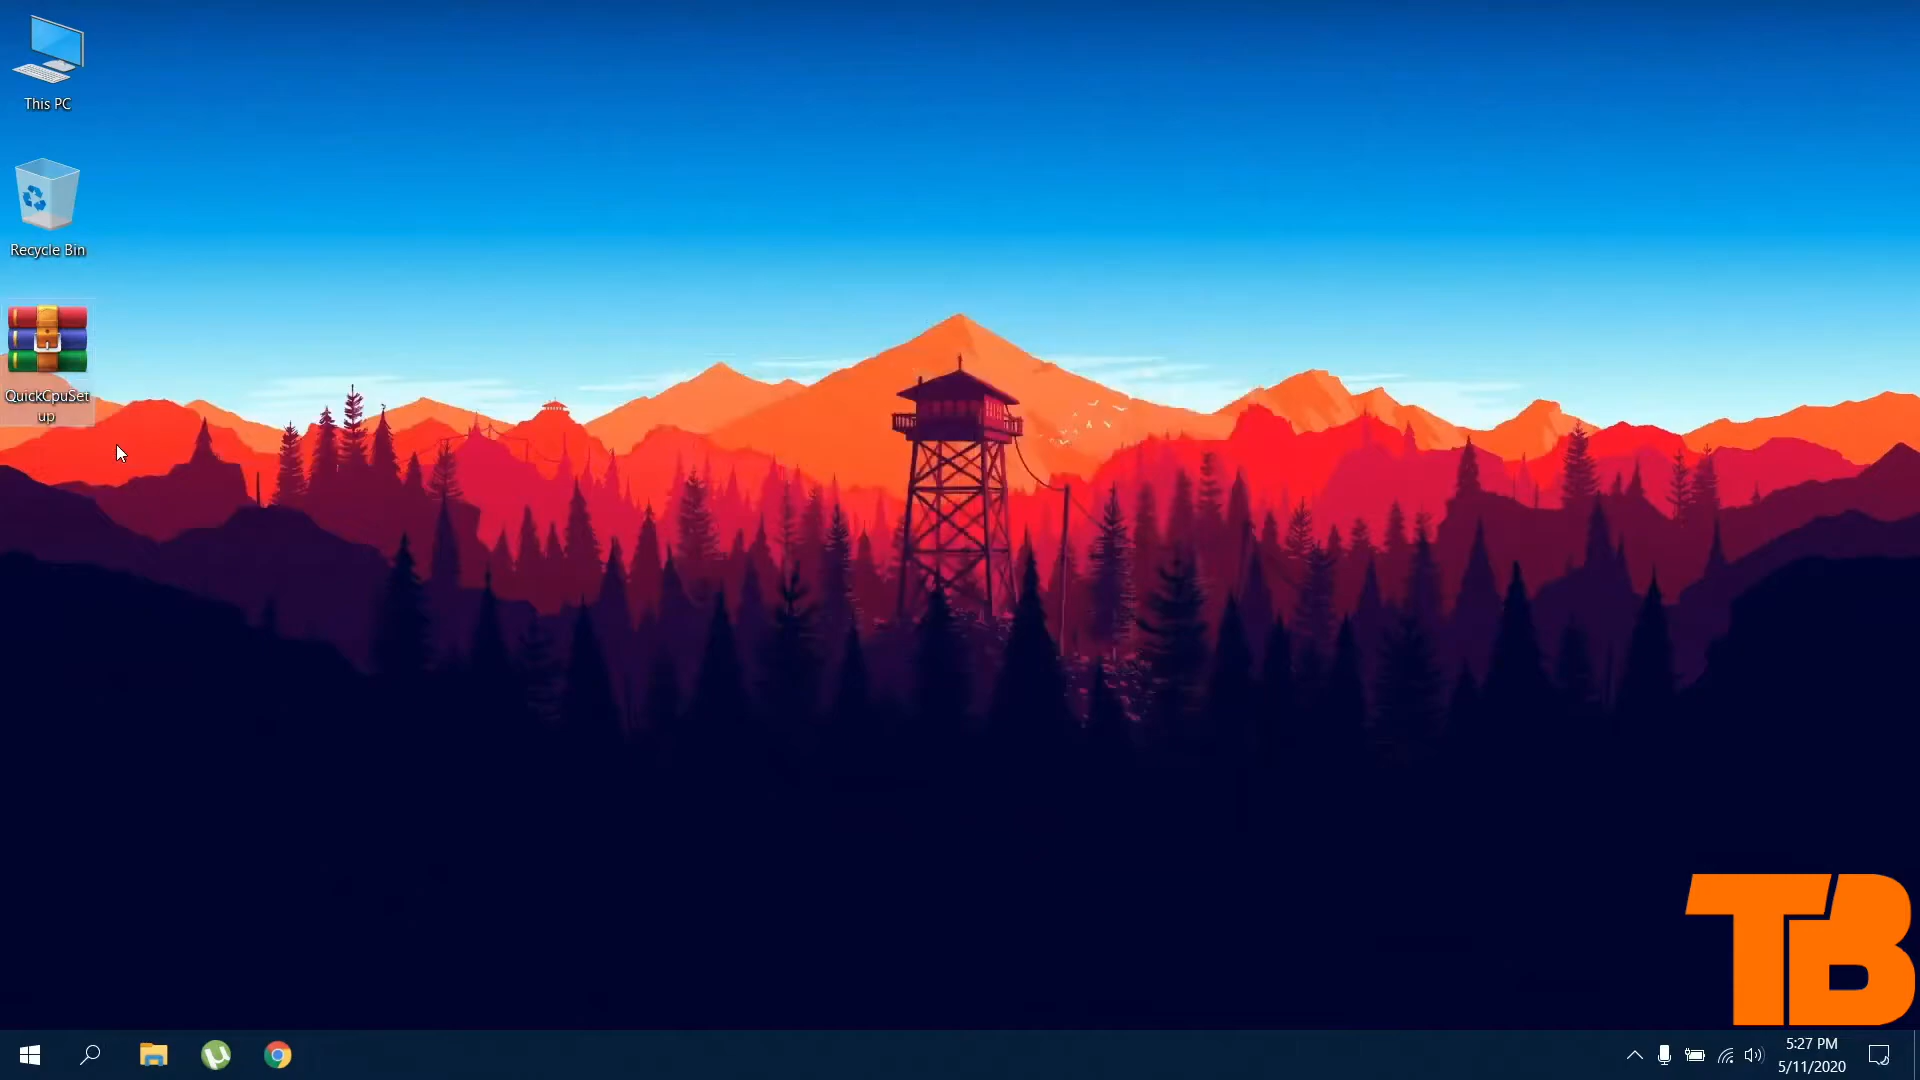 This PC
Recycle Bin
QuickCpuSet
up
TB
5:27 PM
5/11/2020